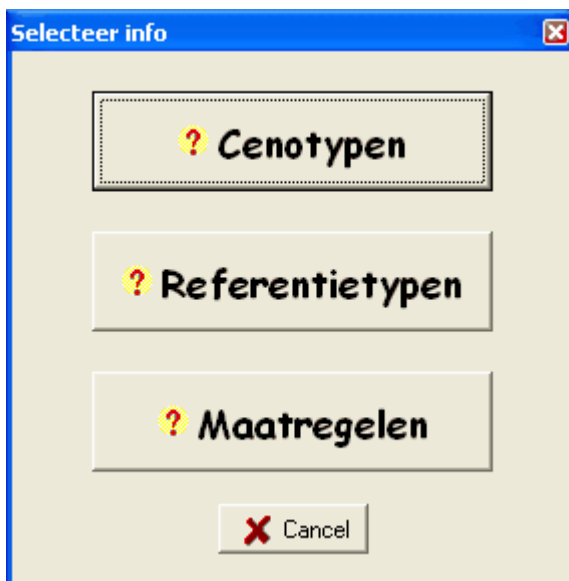 Selecteer info
? Cenotypen
? Referentietypen
? Maatregelen
Cancel